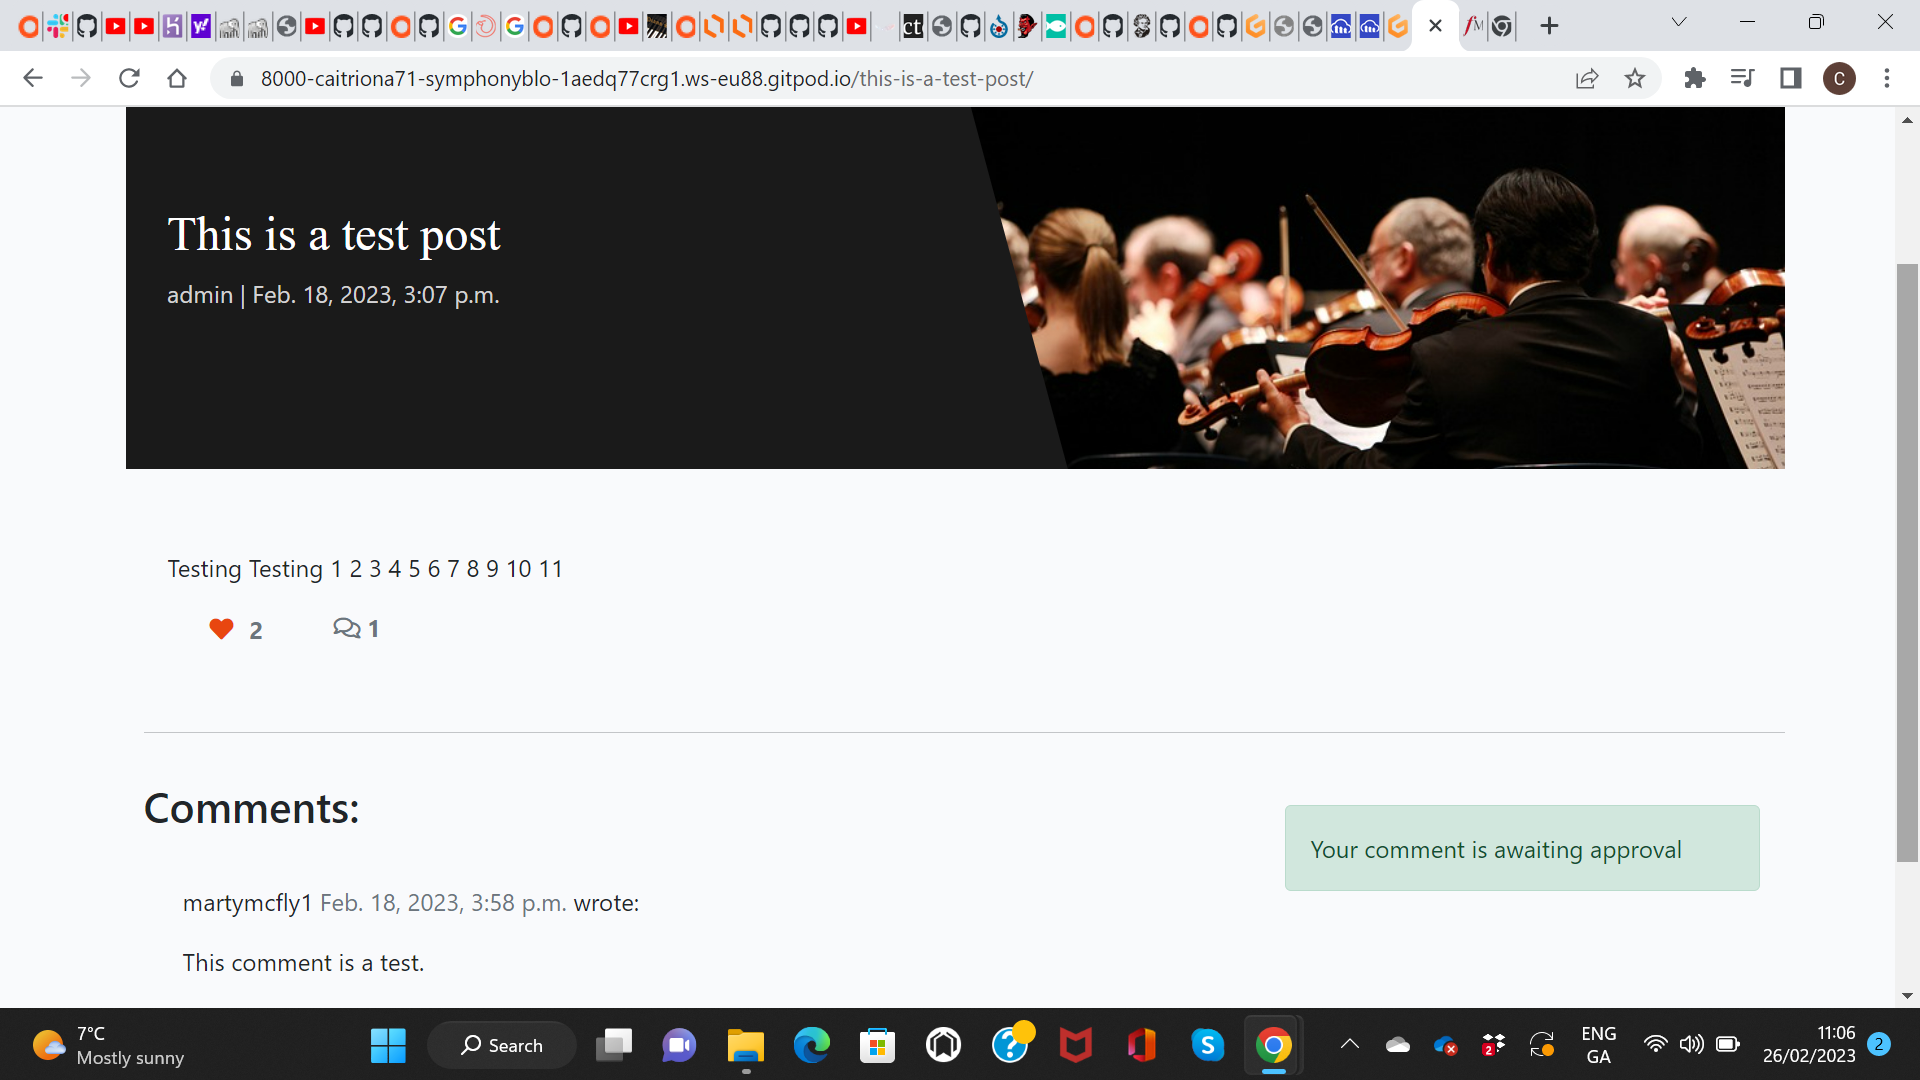 ct
8000-caitriona71-symphonyblo-1aedq77crg1.ws-eu88.gitpod.io/this-is-a-test-post/
C
This is a test post
admin | Feb. 18, 2023, 3:07 p.m.
Testing Testing 1 2 3 4 5 6 7 8 9 10 11
2 1
Comments:
Your comment is awaiting approval
martymcfly1 Feb. 18, 2023, 3:58 p.m. wrote:
This comment is a test.
7°C
Mostly sunny
Search
2
ENG
GA
11:06
26/02/2023
2